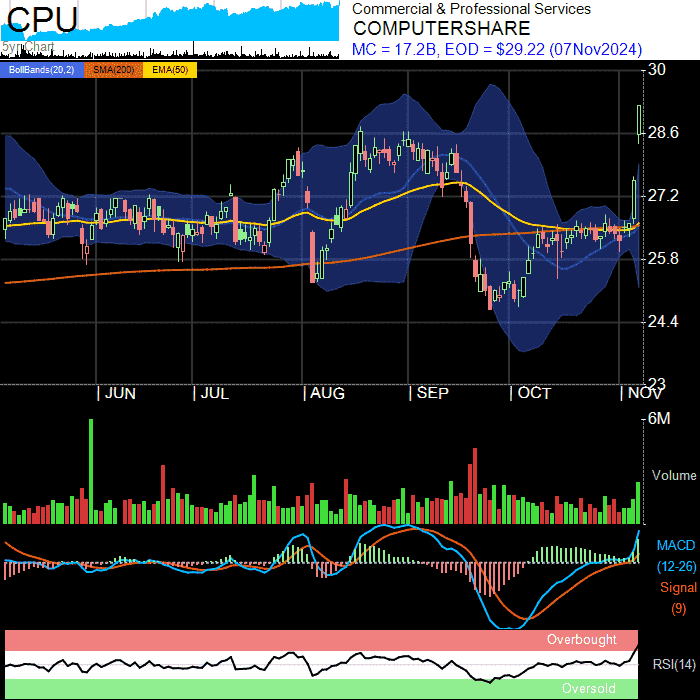 CPU
5yr Chart
Commercial & Professional Services
COMPUTERSHARE
MC = 17.2B, EOD = $29.22 (07Nov2024)
BollBands(20,2) SMA(200) EMA(50)
30
28.6
27.2
25.8
24.4
23
JUN JUL AUG SEP OCT NOV
6M
Volume
MACD
(12-26)
Signal
(9)
Overbought
RSI(14)
Oversold